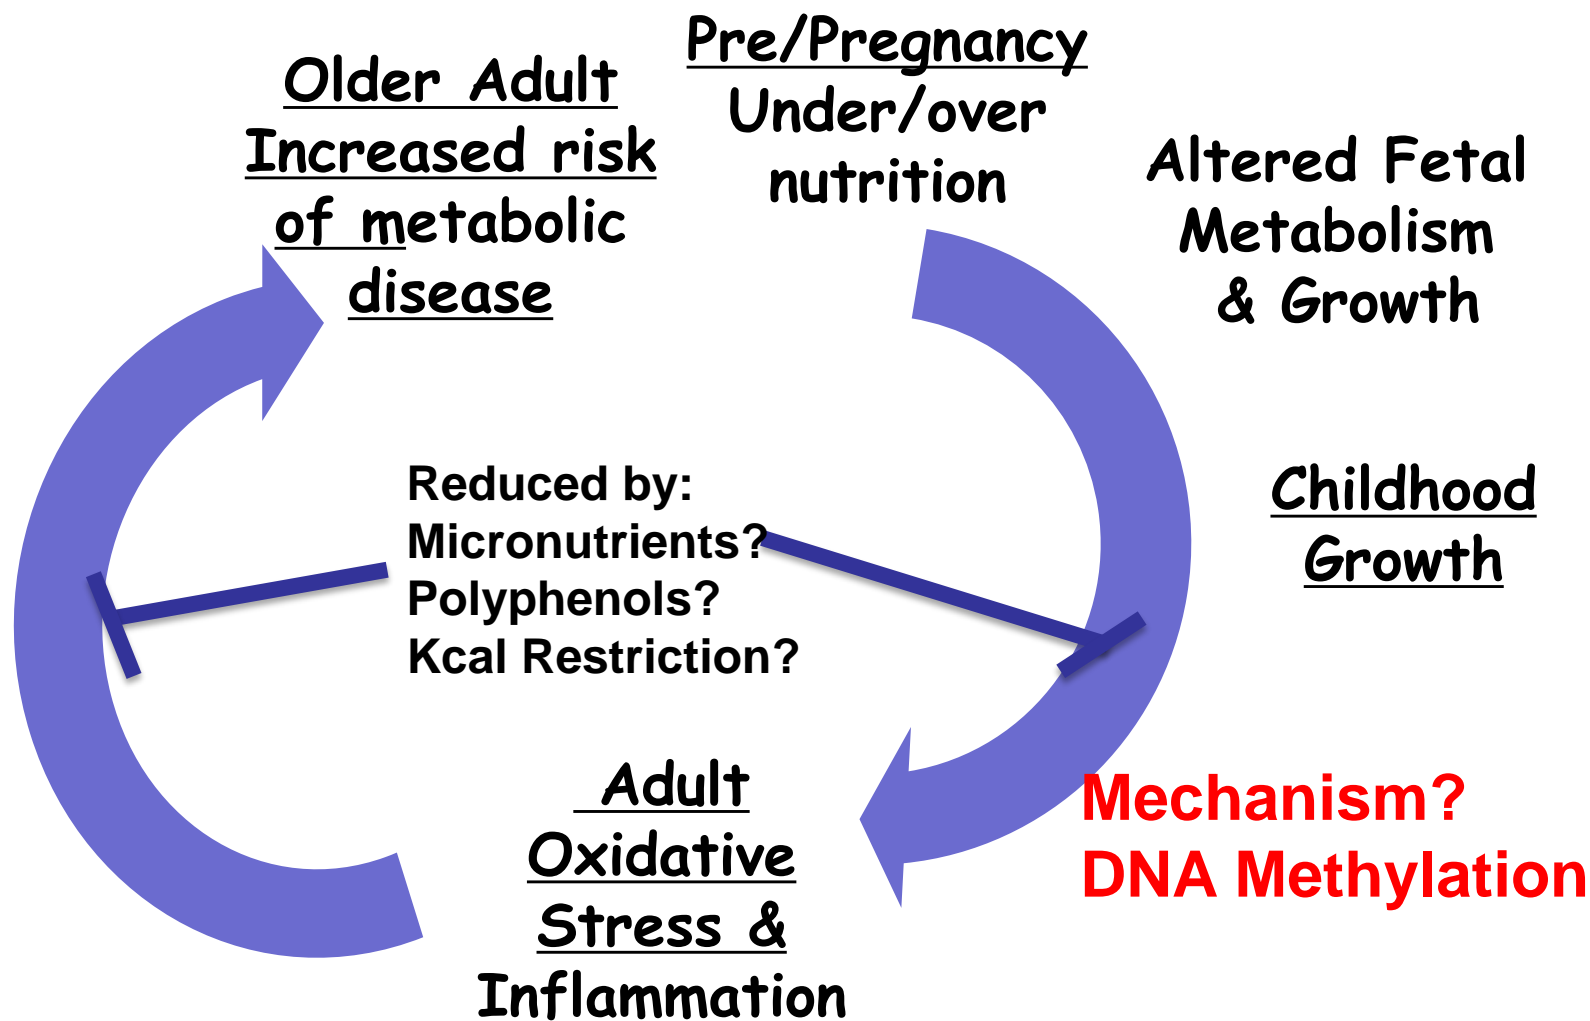 Pre/Pregnancy
Under/over
nutrition
Altered Fetal
Metabolism
& Growth
Childhood
Growth
Mechanism?
DNA Methylation
Adult
Oxidative
Stress &
Inflammation
Older Adult
Increased risk
of metabolic
disease
Reduced by:
Micronutrients?
Polyphenols?
Kcal Restriction?